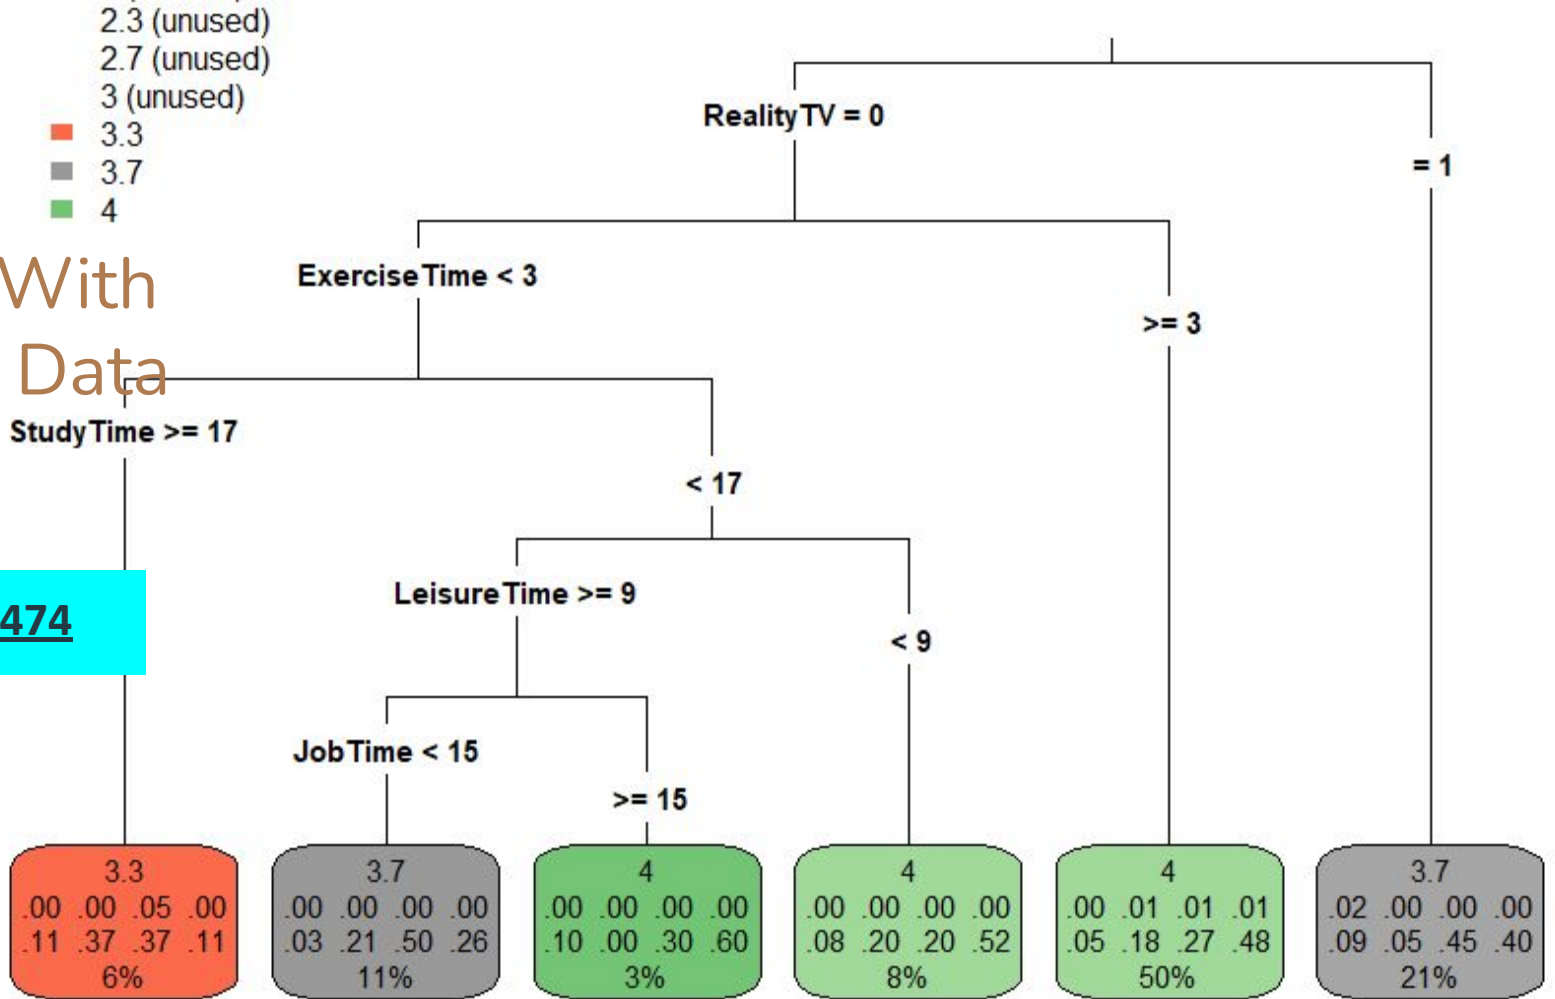 2.3 (unused)
2.7 (unused)
3 (unused)
3.3
3.7
4
With
Data
474
RealityTV = 0
= 1
ExerciseTime < 3
>= 3
StudyTime >= 17
< 17
LeisureTime >= 9
< 9
JobTime < 15
>= 15
3.3
.00 .00 .05 .00
.11 .37 .37 .11
6%
3.7
.00 .00 .00 .00
.03 .21 .50 .26
11%
4
.00 .00 .00 .00
.10 .00 .30 .60
3%
4
.00 .00 .00 .00
.08 .20 .20 .52
8%
4
.00 .01 .01 .01
.05 .18 .27 .48
50%
3.7
.02 .00 .00 .00
.09 .05 .45 .40
21%